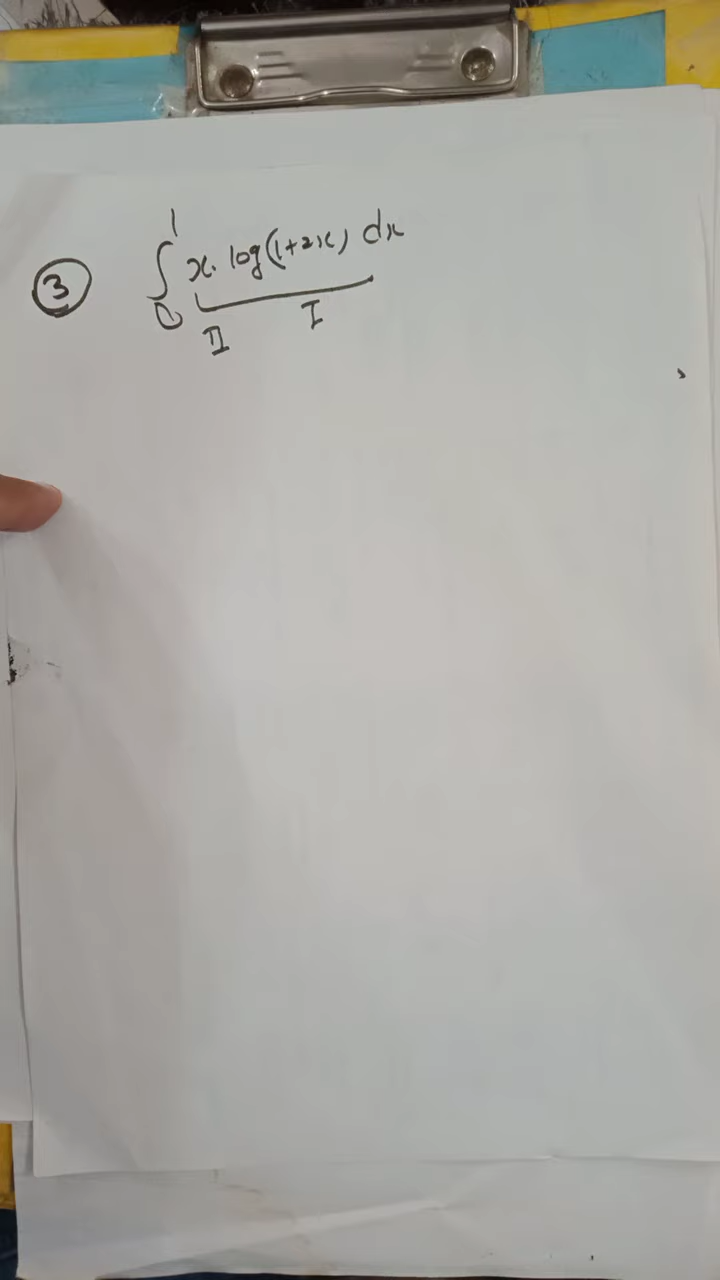 ③ ∫₀¹ x. log(1+2x) dx
II I